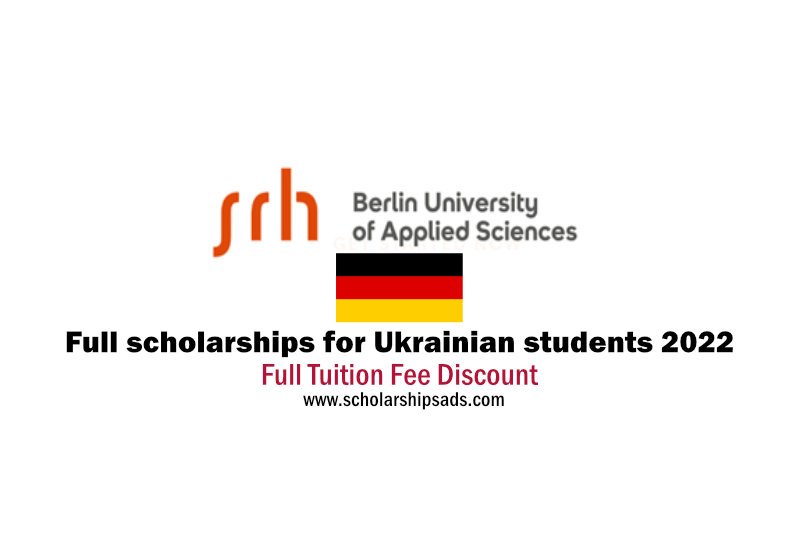 srh
Berlin University
of Applied Sciences
Full scholarships for Ukrainian students 2022
Full Tuition Fee Discount
www.scholarshipsads.com